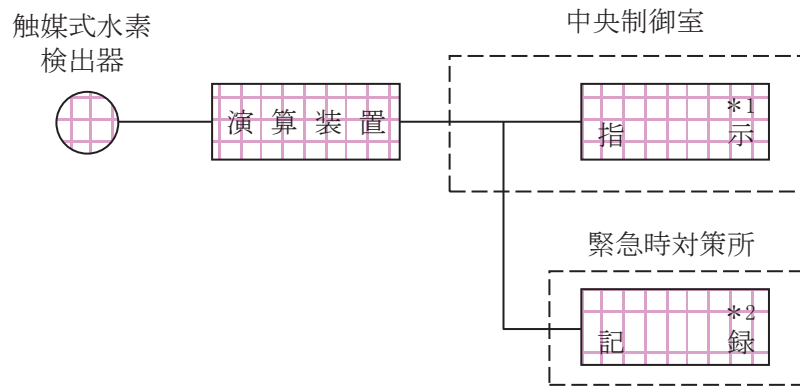 触媒式水素
検出器
演算装置
中央制御室
*1
指示
緊急時対策所
*2
記録